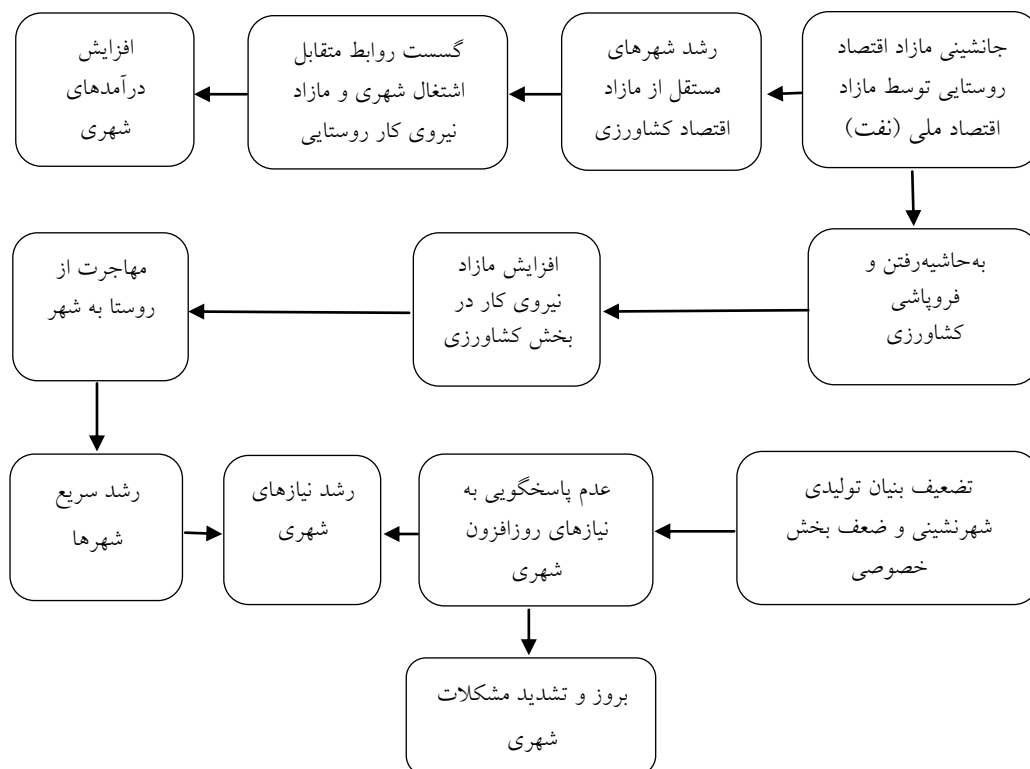 جانشینی مازاد اقتصاد
روستایی توسط مازاد
اقتصاد ملی (نفت)
رشد شهرهای
مستقل از مازاد
اقتصاد کشاورزی
گسست روابط متقابل
اشتغال شهری و مازاد
نیروی کار روستایی
افزایش
درآمدهای
شهری
به‌حاشیه‌رفتن و
فروپاشی
کشاورزی
افزایش مازاد
نیروی کار در
بخش کشاورزی
مهاجرت از
روستا به شهر
تضعیف بنیان تولیدی
شهرنشینی و ضعف بخش
خصوصی
عدم پاسخگویی به
نیازهای روزافزون
شهری
رشد نیازهای
شهری
رشد سریع
شهرها
بروز و تشدید مشکلات
شهری